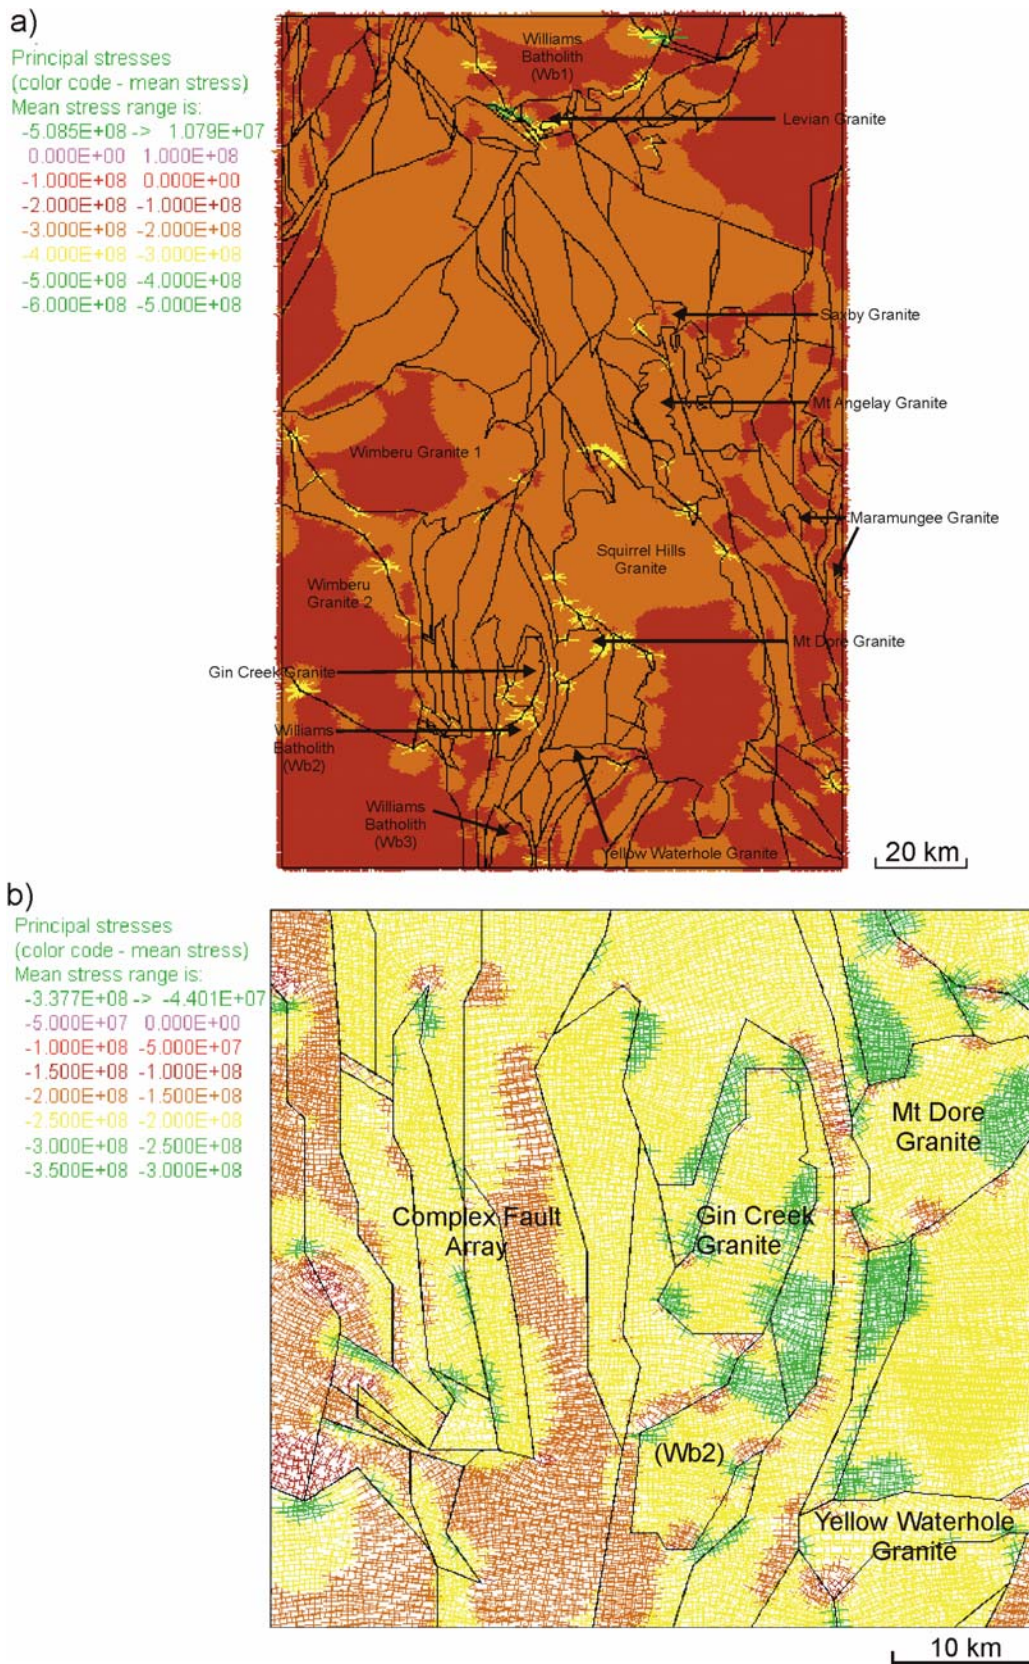 a)
Principal stresses
(color code - mean stress)
Mean stress range is:
-5.085E+08 -> 1.079E+07
0.000E+00 1.000E+08
-1.000E+08 0.000E+00
-2.000E+08 -1.000E+08
-3.000E+08 -2.000E+08
-4.000E+08 -3.000E+08
-5.000E+08 -4.000E+08
-6.000E+08 -5.000E+08
Williams
Batholith
(Wb1)
Levian Granite
Saxby Granite
Mt Angelay Granite
Wimberu Granite 1
Maramungee Granite
Squirrel Hills
Granite
Wimberu
Granite 2
Mt Dore Granite
Gin Creek Granite
Williams
Batholith
(Wb2)
Williams
Batholith
(Wb3)
Yellow Waterhole Granite
20 km
b)
Principal stresses
(color code - mean stress)
Mean stress range is:
-3.377E+08 -> -4.401E+07
-5.000E+07 0.000E+00
-1.000E+08 -5.000E+07
-1.500E+08 -1.000E+08
-2.000E+08 -1.500E+08
-2.500E+08 -2.000E+08
-3.000E+08 -2.500E+08
-3.500E+08 -3.000E+08
Mt Dore
Granite
Complex Fault
Array
Gin Creek
Granite
(Wb2)
Yellow Waterhole
Granite
10 km